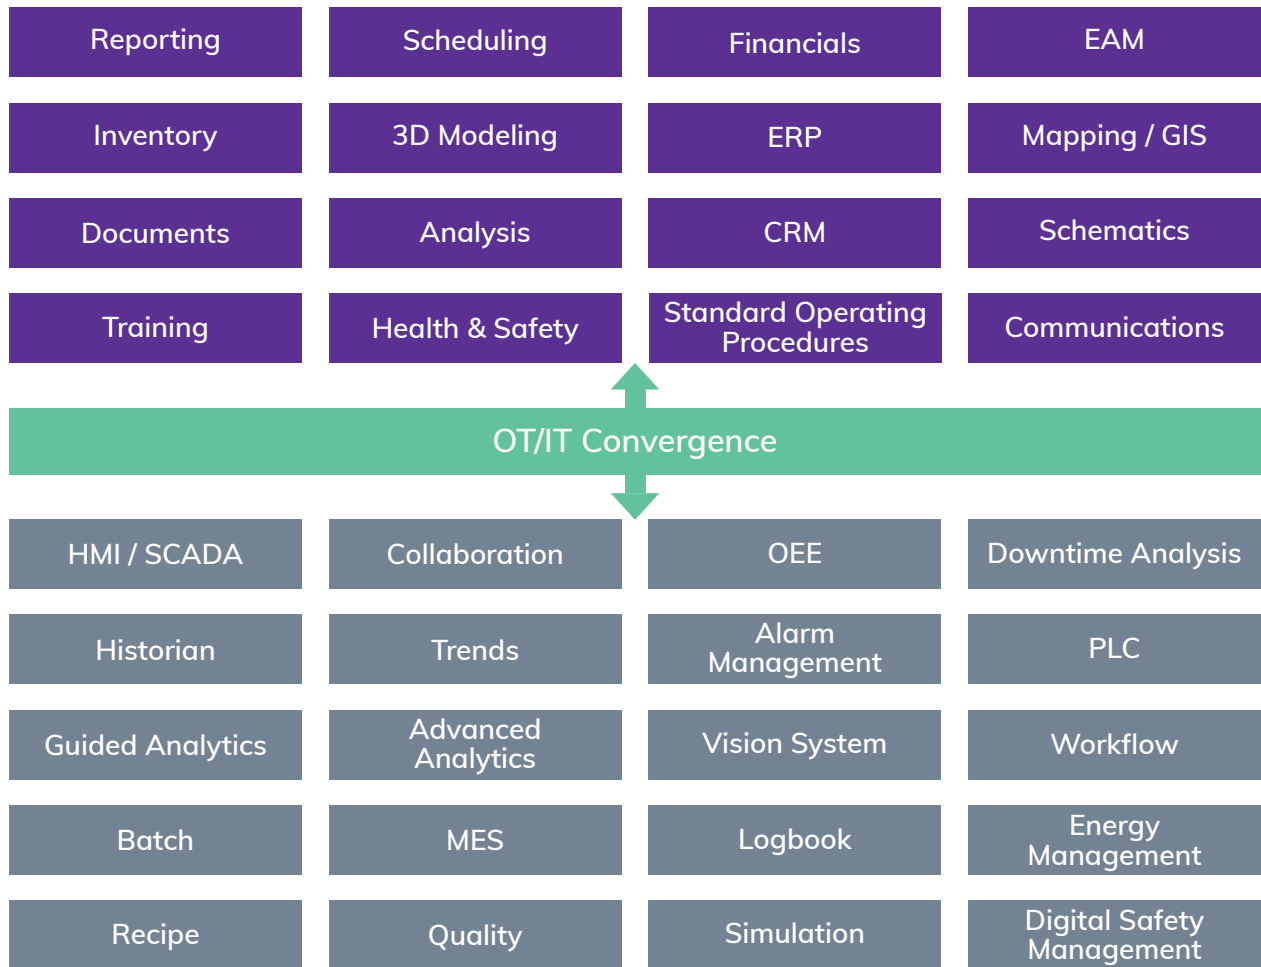 Reporting
Scheduling
Financials
EAM
Inventory
3D Modeling
ERP
Mapping / GIS
Documents
Analysis
CRM
Schematics
Training
Health & Safety
Standard Operating
Procedures
Communications
OT/IT Convergence
HMI / SCADA
Collaboration
OEE
Downtime Analysis
Historian
Trends
Alarm
Management
PLC
Guided Analytics
Advanced
Analytics
Vision System
Workflow
Batch
MES
Logbook
Energy
Management
Recipe
Quality
Simulation
Digital Safety
Management